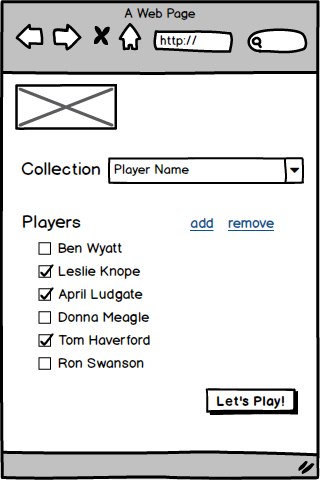 A Web Page
http://
Collection Player Name
Players add remove
Ben Wyatt
Leslie Knope
April Ludgate
Donna Meagle
Tom Haverford
Ron Swanson
Let's Play!